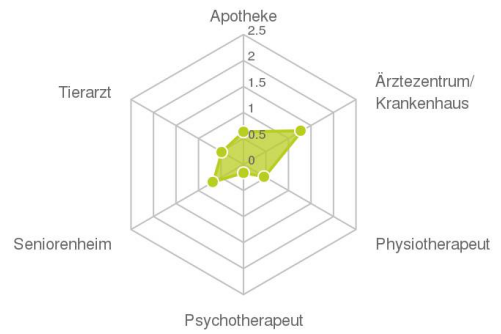 Apotheke
2.5
2
1.5
1
0.5
0
Ärztezentrum/
Krankenhaus
Physiotherapeut
Psychotherapeut
Seniorenheim
Tierarzt